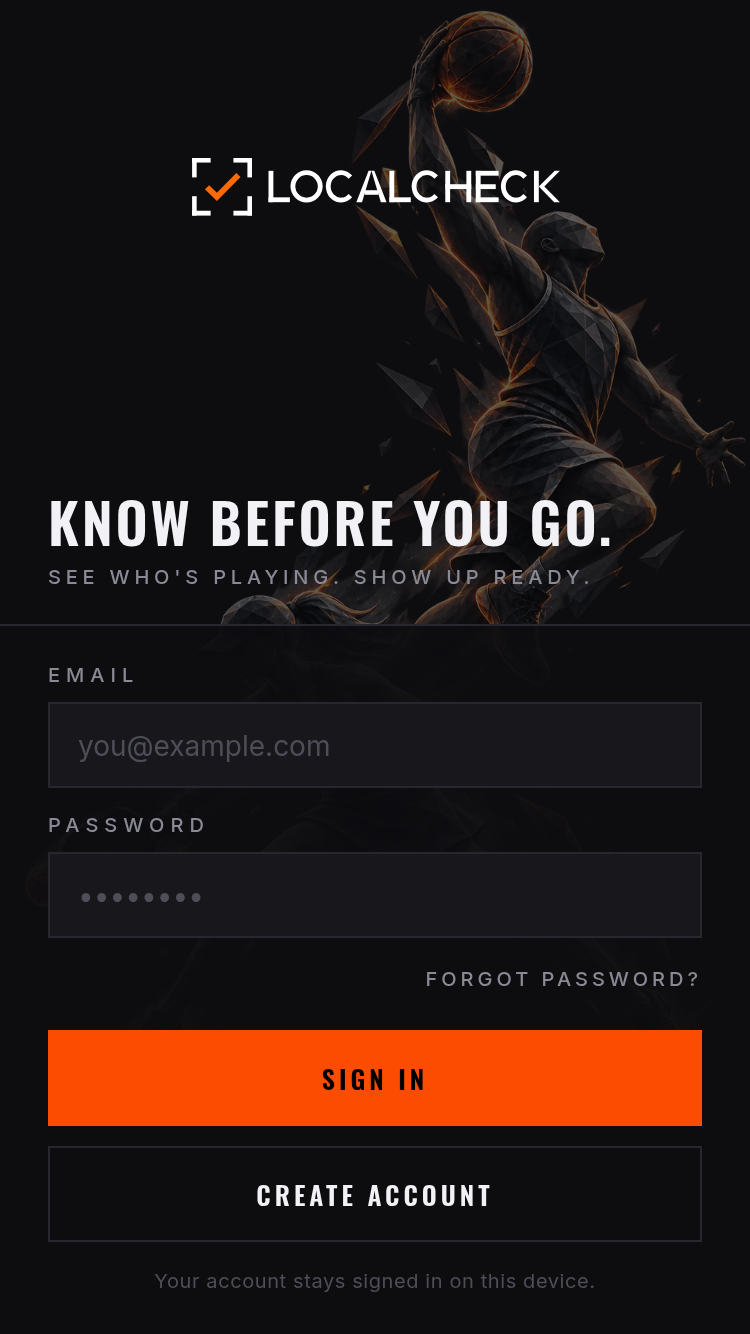 LOCALCHECK
KNOW BEFORE YOU GO.
SEE WHO'S PLAYING. SHOW UP READY.
EMAIL
you@example.com
PASSWORD
••••••••
FORGOT PASSWORD?
SIGN IN
CREATE ACCOUNT
Your account stays signed in on this device.